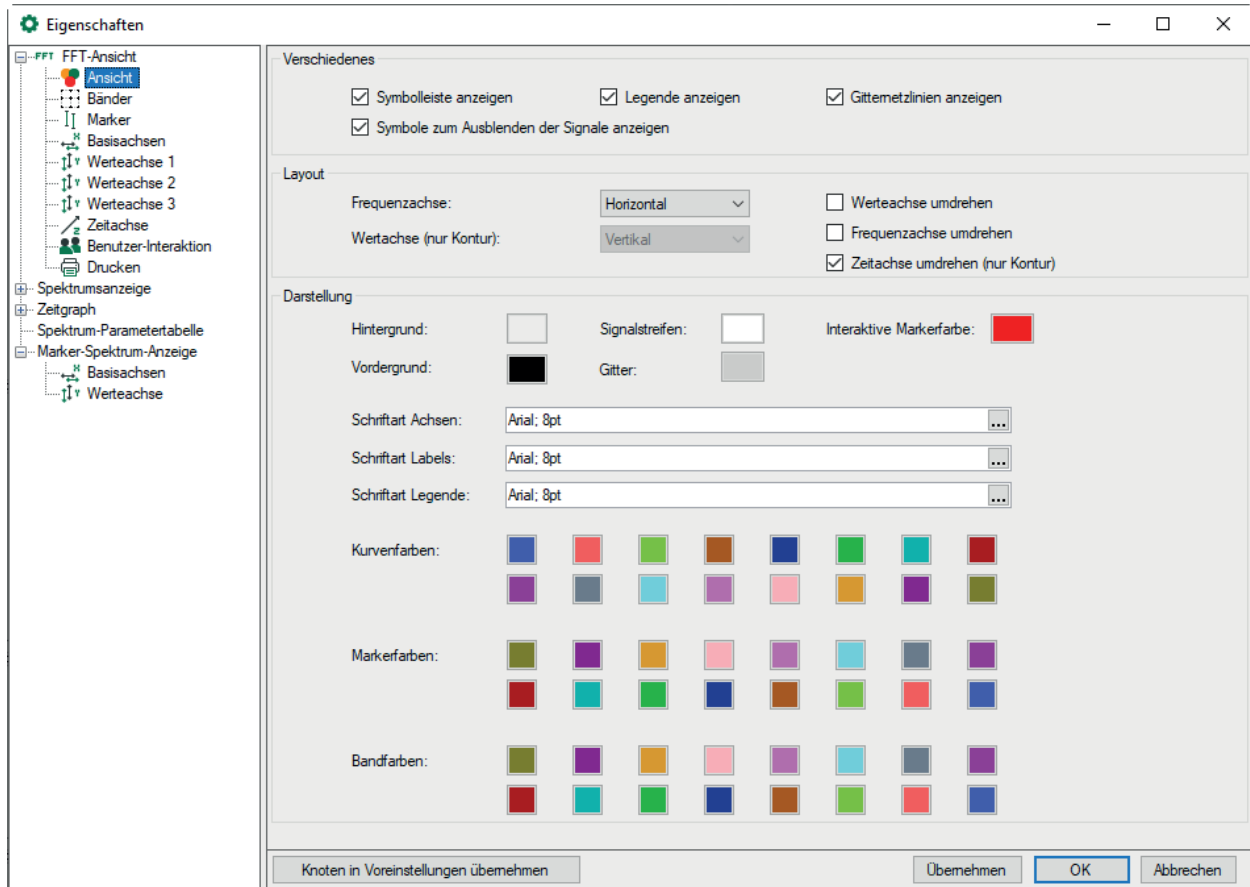 Eigenschaften
FFT FFT-Ansicht
Ansicht
Bänder
Marker
X Basisachsen
Y Werteachse 1
Y Werteachse 2
Y Werteachse 3
Z Zeitachse
Benutzer-Interaktion
Drucken
Spektrumsanzeige
Zeitgraph
Spektrum-Parametertabelle
Marker-Spektrum-Anzeige
X Basisachsen
Y Werteachse
Verschiedenes
Symbolleiste anzeigen
Legende anzeigen
Gitternetzlinien anzeigen
Symbole zum Ausblenden der Signale anzeigen
Layout
Frequenzachse: Horizontal
Werteachse umdrehen
Wertachse (nur Kontur): Vertikal
Frequenzachse umdrehen
Zeitachse umdrehen (nur Kontur)
Darstellung
Hintergrund:
Signalstreifen:
Interaktive Markerfarbe:
Vordergrund:
Gitter:
Schriftart Achsen: Arial; 8pt ...
Schriftart Labels: Arial; 8pt ...
Schriftart Legende: Arial; 8pt ...
Kurvenfarben:
Markerfarben:
Bandfarben:
Knoten in Voreinstellungen übernehmen
Übernehmen
OK
Abbrechen